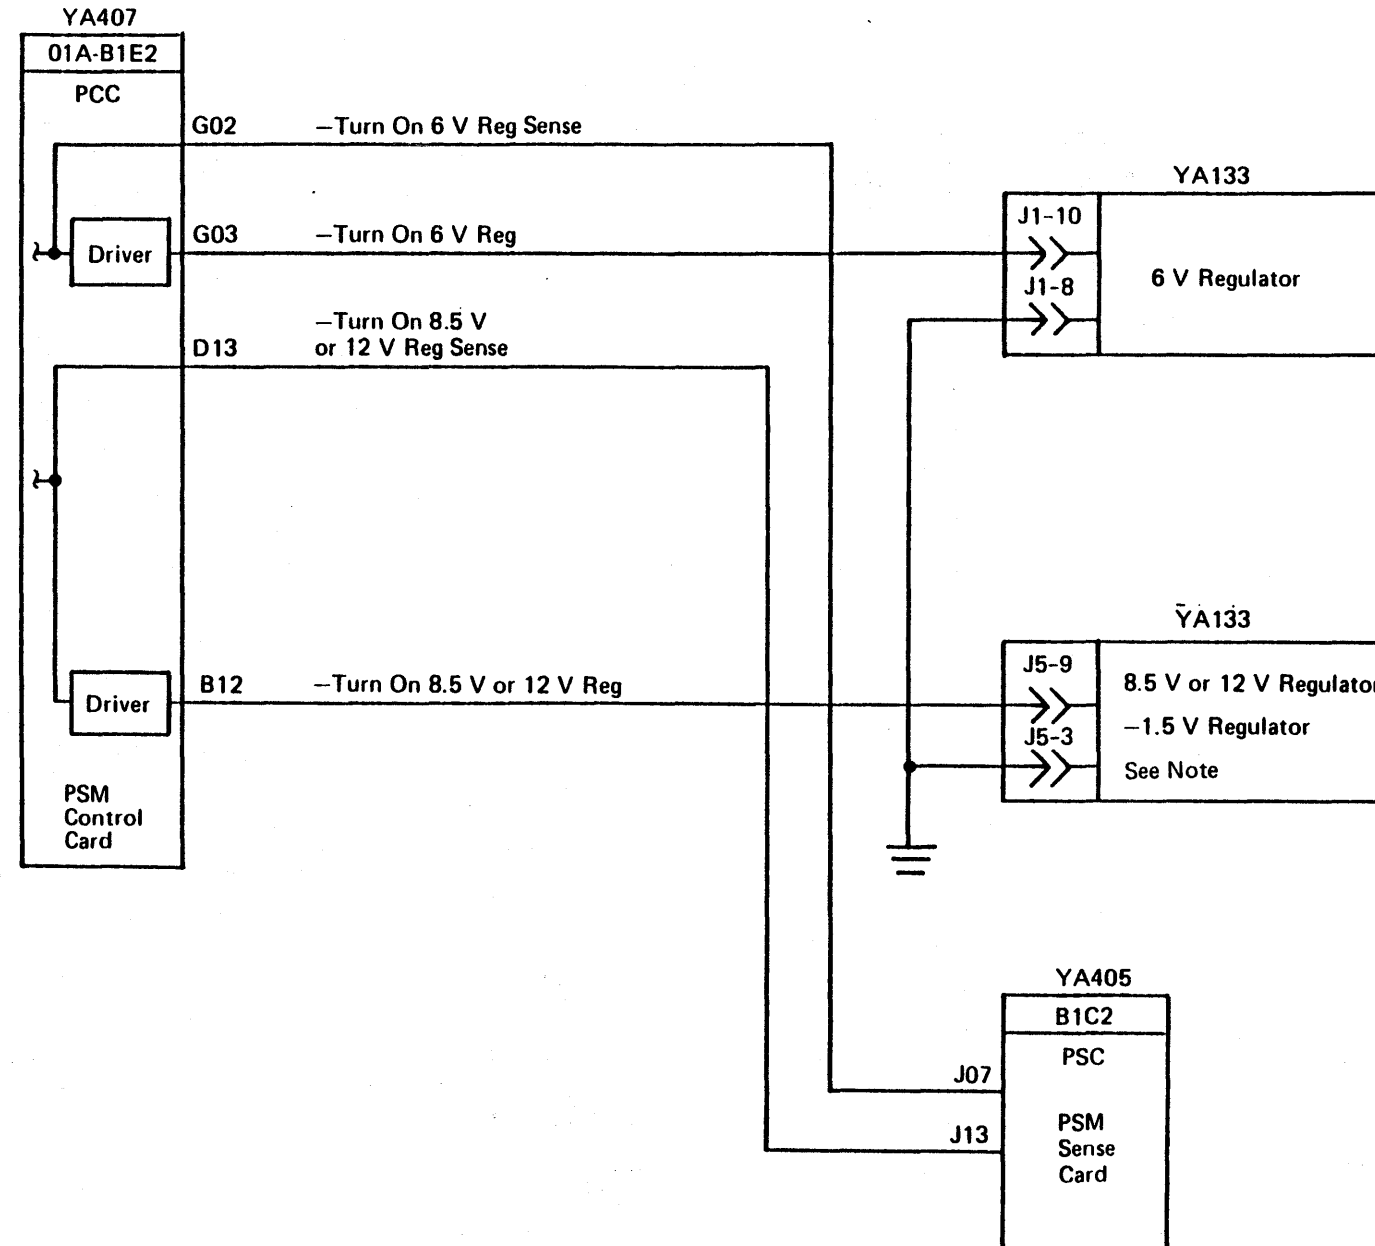 YA407
01A-B1E2
PCC
G02 —Turn On 6 V Reg Sense
YA133
J1-10
G03 —Turn On 6 V Reg
Driver
6 V Regulator
J1-8
—Turn On 8.5 V
or 12 V Reg Sense
D13
YA133
J5-9
8.5 V or 12 V Regulator
B12 —Turn On 8.5 V or 12 V Reg
Driver
—1.5 V Regulator
J5-3
See Note
PSM
Control
Card
YA405
B1C2
PSC
J07
PSM
Sense
Card
J13